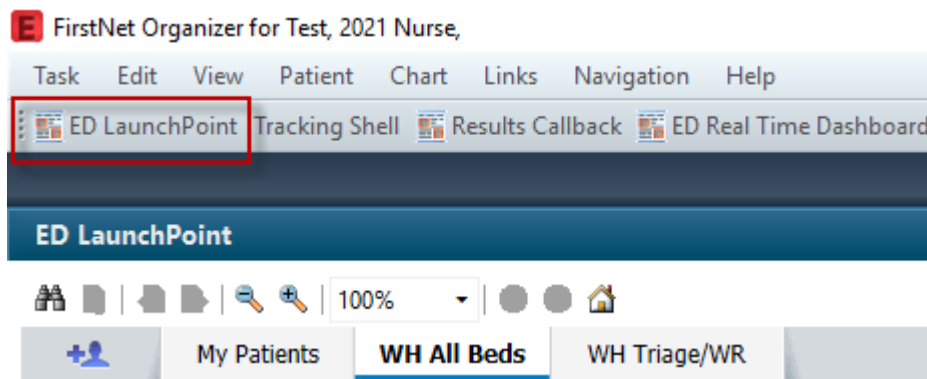 E FirstNet Organizer for Test, 2021 Nurse,
Task Edit View Patient Chart Links Navigation Help
ED LaunchPoint Tracking Shell Results Callback ED Real Time Dashboard
ED LaunchPoint
100%
My Patients WH All Beds WH Triage/WR